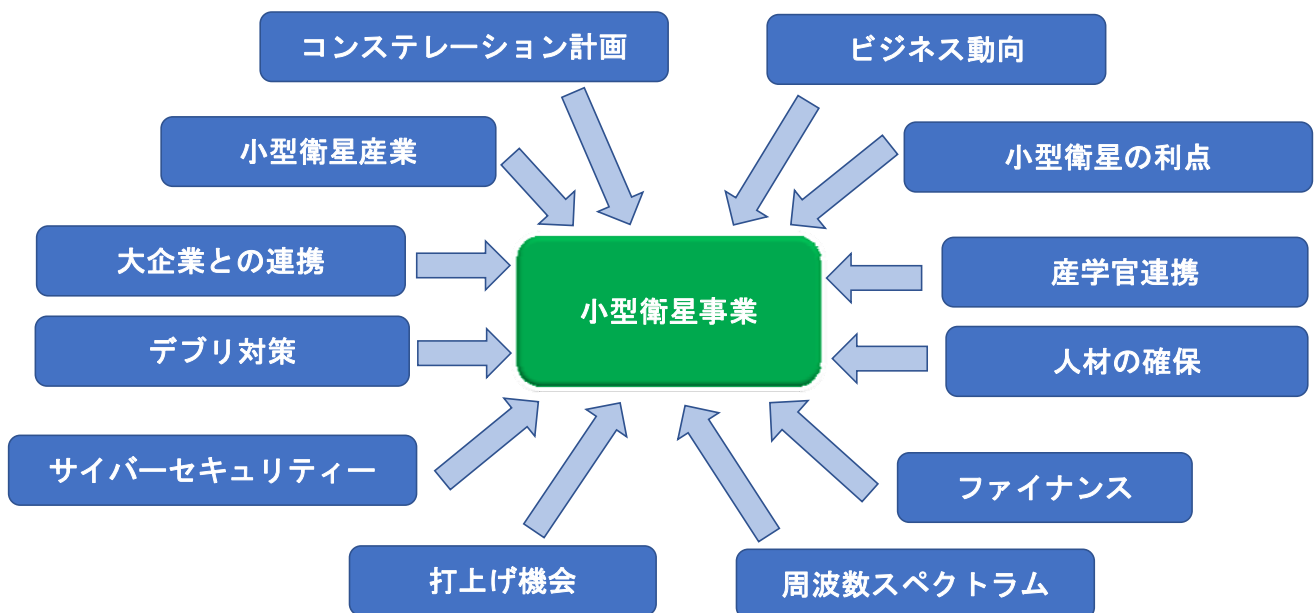 コンステレーション計画
ビジネス動向
小型衛星産業
小型衛星の利点
大企業との連携
産学官連携
小型衛星事業
デブリ対策
人材の確保
サイバーセキュリティー
ファイナンス
打上げ機会
周波数スペクトラム